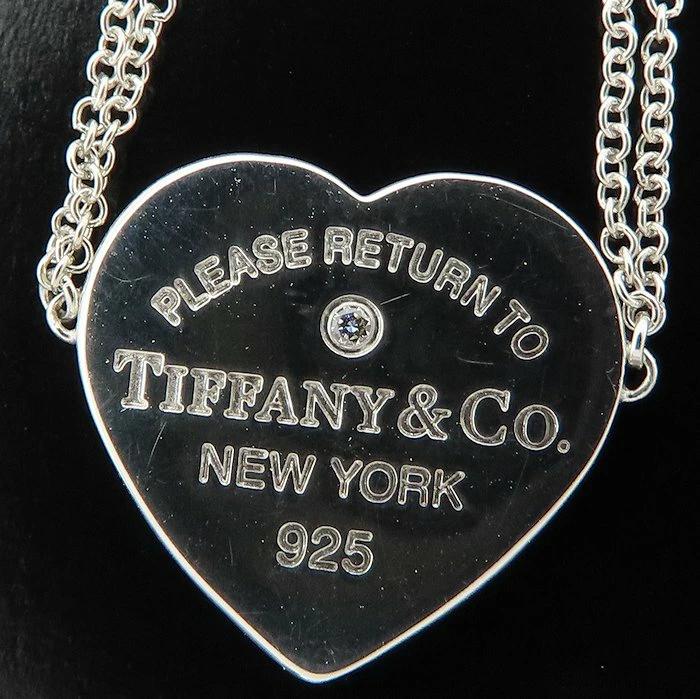 PLEASE RETURN TO
TIFFANY & CO.
NEW YORK
925